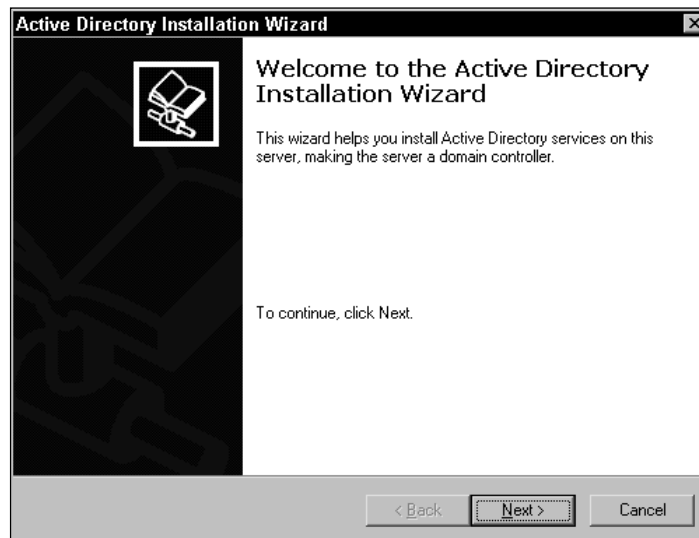 Active Directory Installation Wizard
Welcome to the Active Directory
Installation Wizard
This wizard helps you install Active Directory services on this
server, making the server a domain controller.
To continue, click Next.
< Back
Next >
Cancel